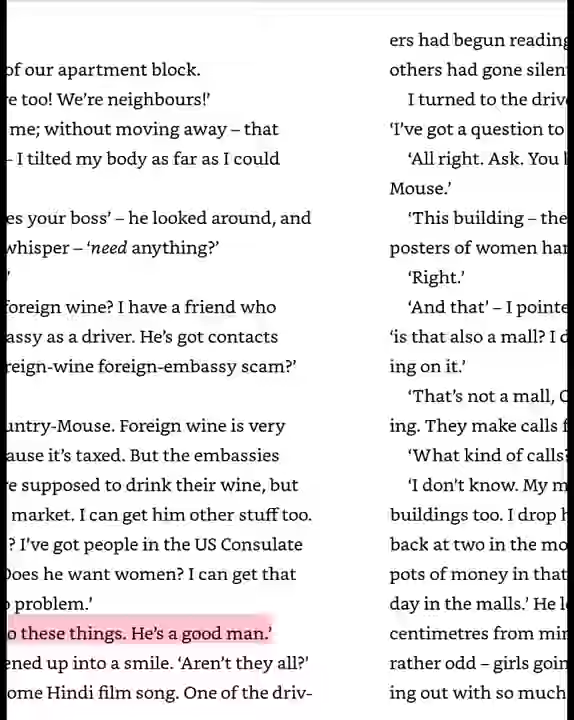 of our apartment block.
e too! We're neighbours!'
me; without moving away – that
– I tilted my body as far as I could
es your boss' – he looked around, and
whisper – 'need anything?'
'
foreign wine? I have a friend who
assy as a driver. He's got contacts
reign-wine foreign-embassy scam?'
untry-Mouse. Foreign wine is very
ause it's taxed. But the embassies
e supposed to drink their wine, but
market. I can get him other stuff too.
? I've got people in the US Consulate
Does he want women? I can get that
problem.'
o these things. He's a good man.'
ened up into a smile. 'Aren't they all?'
ome Hindi film song. One of the driv-
ers had begun reading
others had gone silen
I turned to the driv
'I've got a question to
'All right. Ask. You
Mouse.'
'This building – the
posters of women ha
'Right.'
'And that' – I pointe
'is that also a mall? I d
ing on it.'
'That's not a mall, C
ing. They make calls f
'What kind of calls?
'I don't know. My m
buildings too. I drop h
back at two in the mo
pots of money in that
day in the malls.' He l
centimetres from mi
rather odd – girls goin
ing out with so much